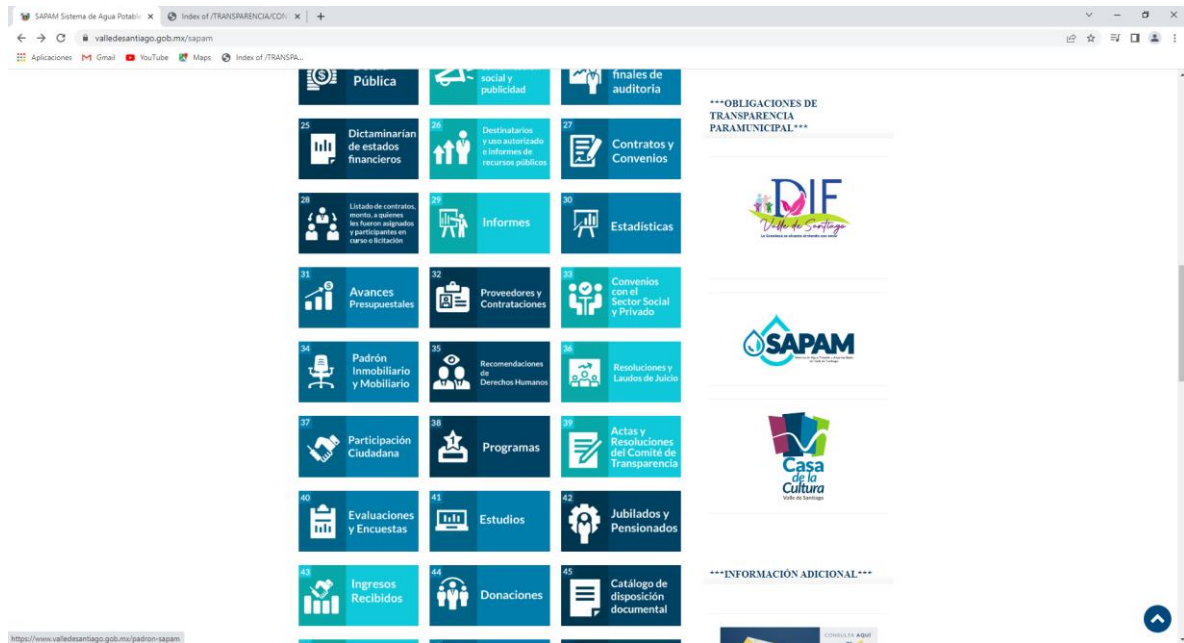 SAPAM Sistema de Agua Potable
Index of /TRANSPARENCIA/CON
valledesantiago.gob.mx/sapam
Aplicaciones
Gmail
YouTube
Maps
Index of /TRANSPA...
Pública
social y
publicidad
finales de
auditoria
25
Dictaminarían
de estados
financieros
26
Destinatarios
y uso autorizado
e informes de
recursos públicos
27
Contratos y
Convenios
28
Listado de contratos,
monto, a quienes
les fueron asignados
y participantes en
curso o licitación
29
Informes
30
Estadísticas
31
Avances
Presupuestales
32
Proveedores y
Contrataciones
33
Convenios
con el
Sector Social
y Privado
34
Padrón
Inmobiliario
y Mobiliario
35
Recomendaciones
de
Derechos Humanos
36
Resoluciones y
Laudos de Juicio
37
Participación
Ciudadana
38
Programas
39
Actas y
Resoluciones
del Comité de
Transparencia
40
Evaluaciones
y Encuestas
41
Estudios
42
Jubilados y
Pensionados
43
Ingresos
Recibidos
44
Donaciones
45
Catálogo de
disposición
documental
***OBLIGACIONES DE
TRANSPARENCIA
PARAMUNICIPAL***
DIF
Valle de Santiago
SAPAM
Casa
de la
Cultura
Valle de Santiago
***INFORMACIÓN ADICIONAL***
CONSULTA AQUÍ
https://www.valledesantiago.gob.mx/padron-sapam